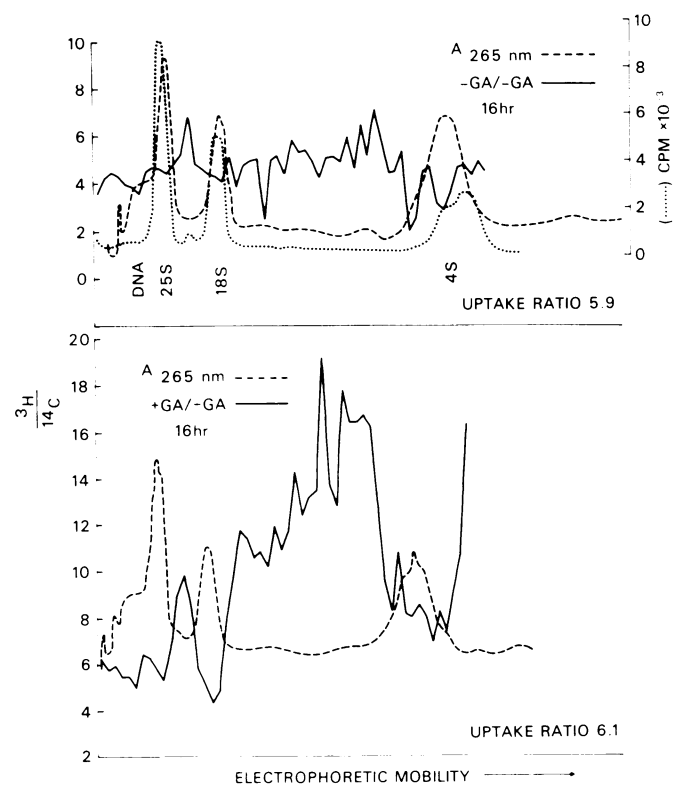 10
10
A 265 nm
8
8
-GA/-GA
16hr
6
6
4
4
2
2
0
0
(......) CPM ×10 3
DNA
25S
18S
4S
UPTAKE RATIO 5.9
20
A 265 nm
18
+GA/-GA
3H
14C
16hr
16
14
12
10
8
6
4
2
UPTAKE RATIO 6.1
ELECTROPHORETIC MOBILITY